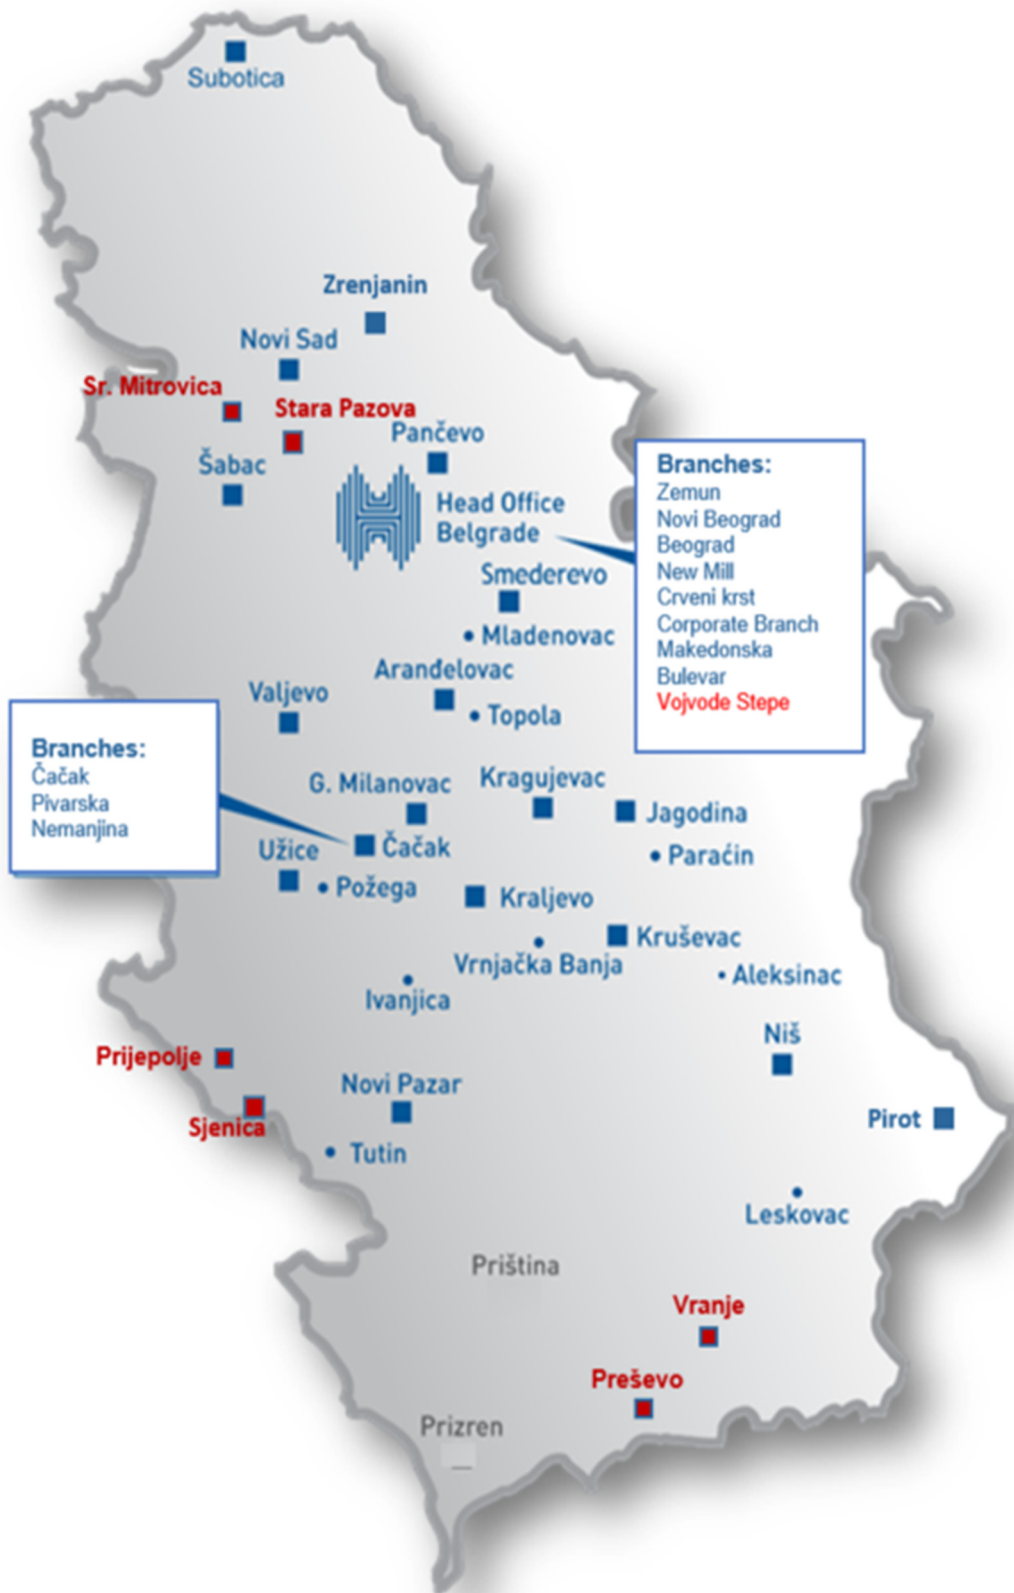 Subotica
Zrenjanin
Novi Sad
Sr. Mitrovica
Stara Pazova
Pančevo
Šabac
Head Office
Belgrade
Branches:
Zemun
Novi Beograd
Beograd
New Mill
Crveni krst
Corporate Branch
Makedonska
Bulevar
Vojvode Stepe
Smederevo
Mladenovac
Aranđelovac
Valjevo
Topola
Branches:
Čačak
Pivarska
Nemanjina
G. Milanovac
Kragujevac
Jagodina
Čačak
Užice
Paraćin
Požega
Kraljevo
Kruševac
Vrnjačka Banja
Aleksinac
Ivanjica
Niš
Prijepolje
Novi Pazar
Sjenica
Pirot
Tutin
Leskovac
Priština
Vranje
Preševo
Prizren